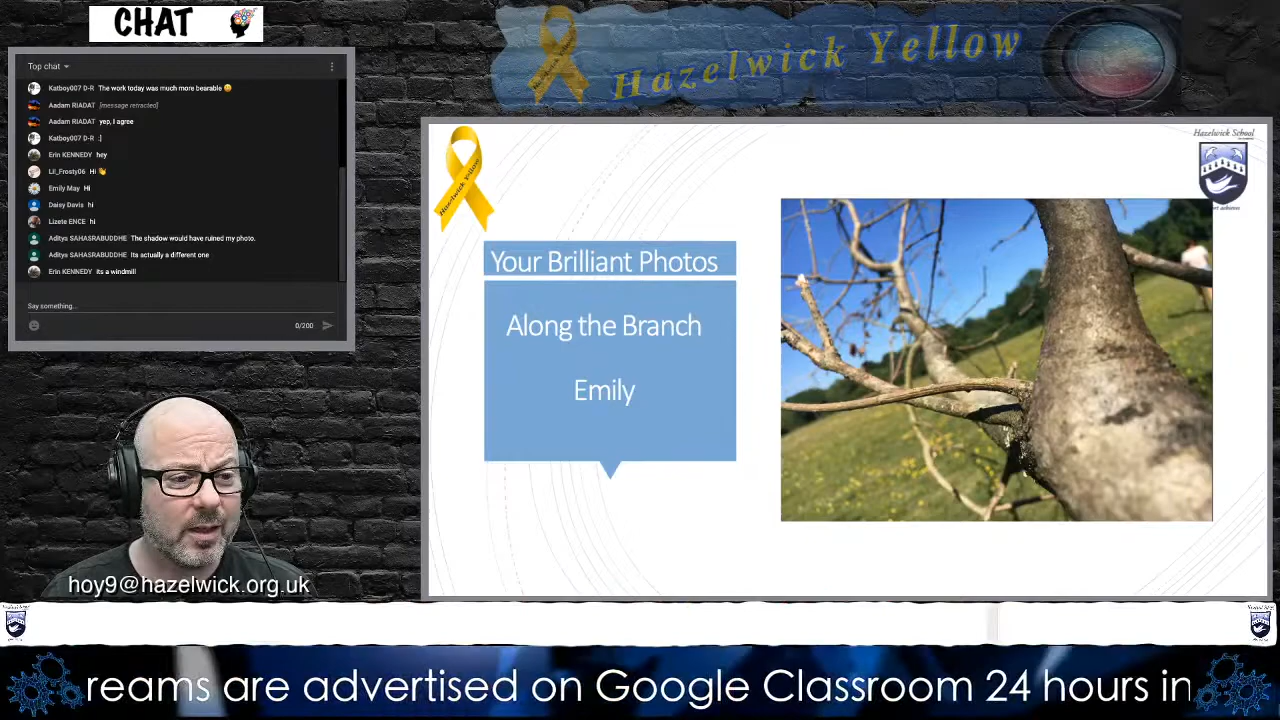 CHAT
Hazelwick Yellow
Top chat
Katboy007 D-R The work today was much more bearable 😀
Aadam RIADAT [message retracted]
Aadam RIADAT yep, I agree
Katboy007 D-R :]
Erin KENNEDY hey
Lil_Frosty06 Hi 👋
Emily May Hi
Daisy Davis hi
Lizete ENCE hi
Aditys SAHASRABUDDHE The shadow would have ruined my photo.
Aditys SAHASRABUDDHE Its actually a different one
Erin KENNEDY its a windmill
Say something...
0/200
Hazelwick Yellow
Hazelwick School
Your Brilliant Photos
Along the Branch
Emily
hoy9@hazelwick.org.uk
reams are advertised on Google Classroom 24 hours in